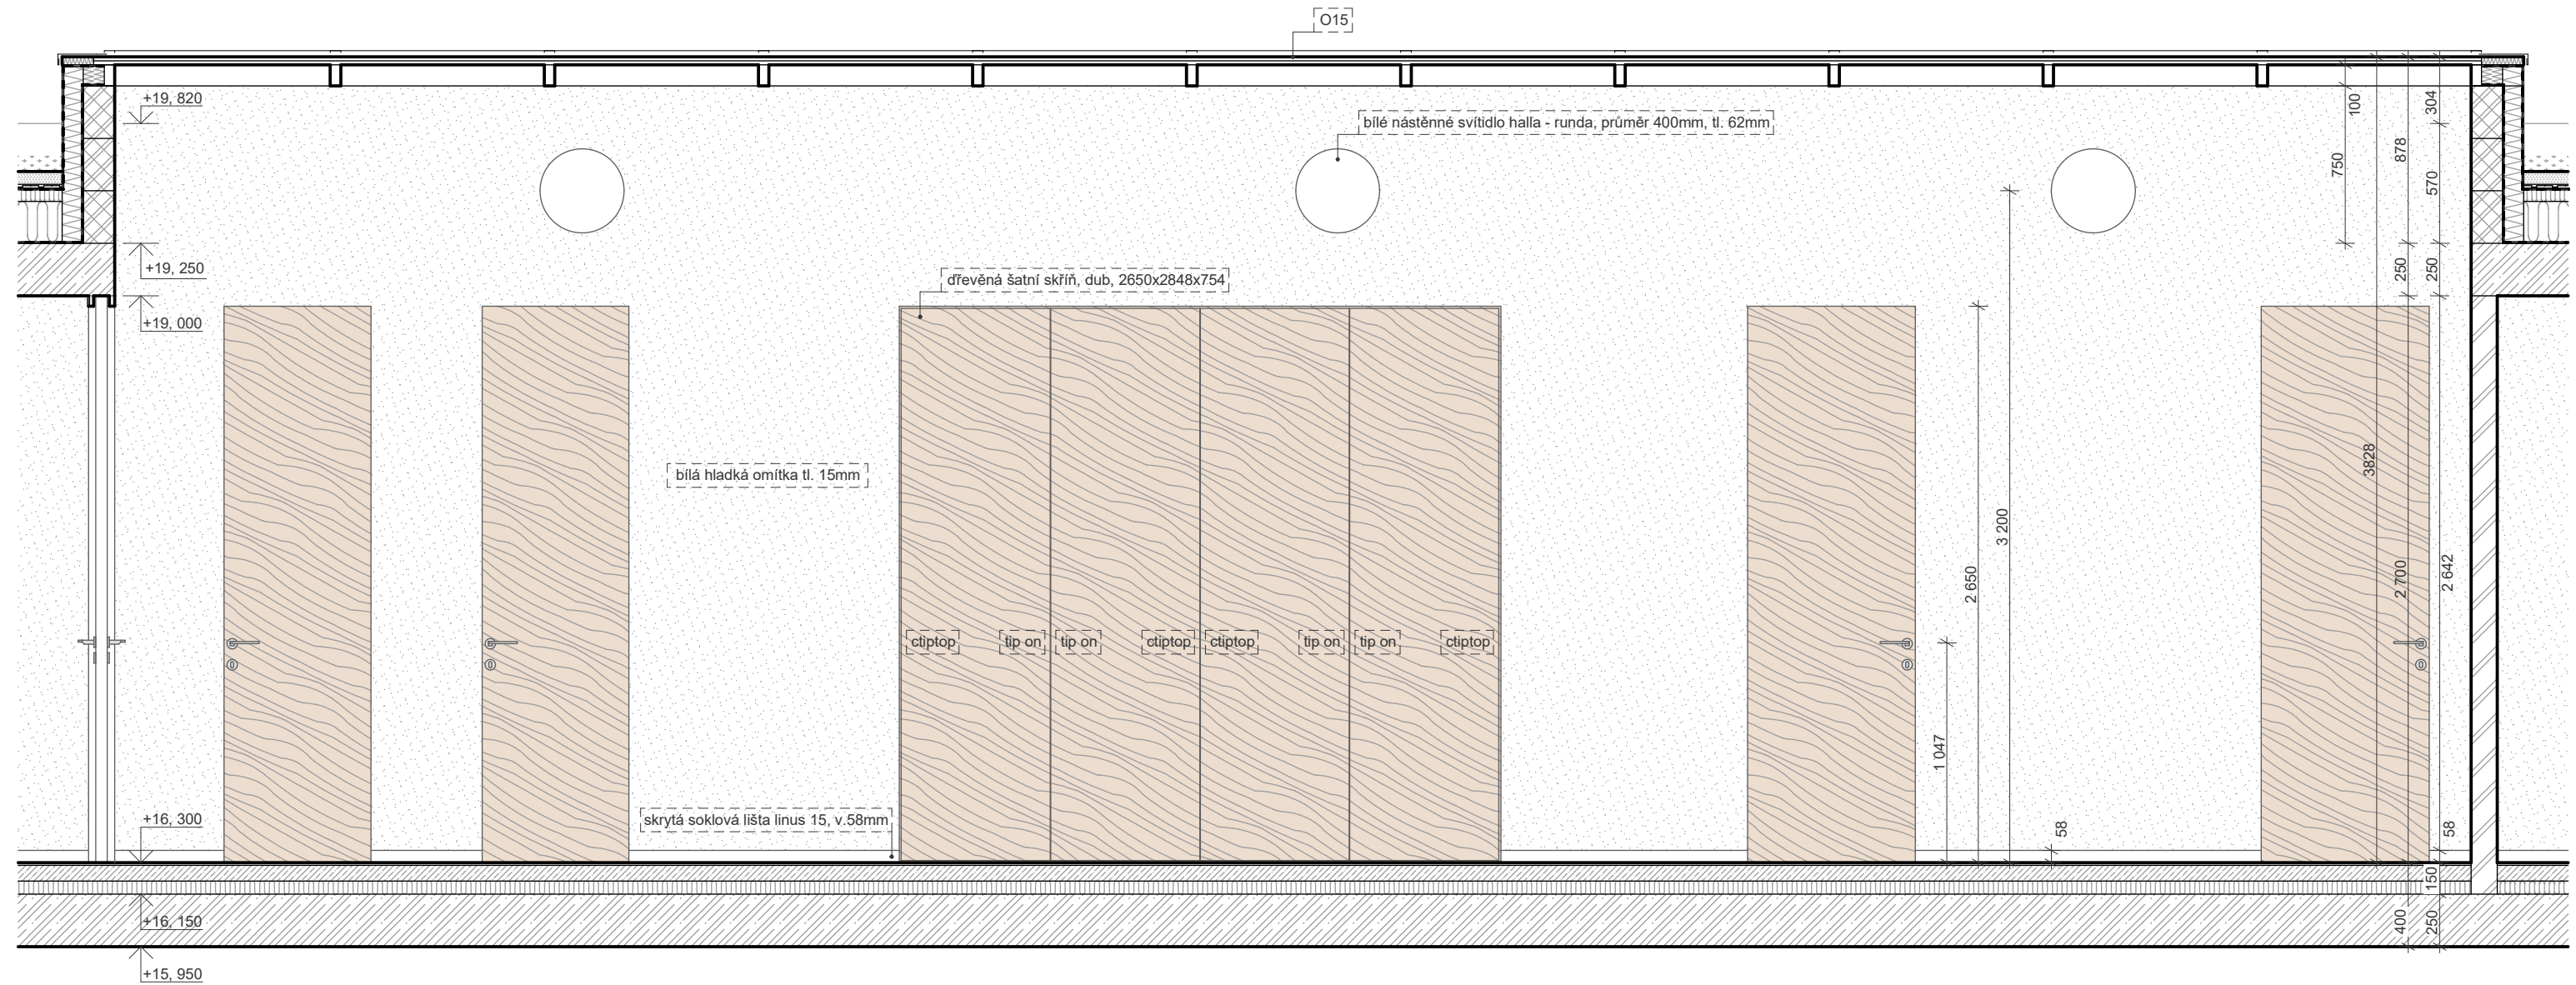 O15
+19, 820
bílé nástěnné svítidlo halla - runda, průměr 400mm, tl. 62mm
100
304
750
878
570
+19, 250
250
250
dřevěná šatní skříň, dub, 2650x2848x754
+19, 000
bílá hladká omítka tl. 15mm
3828
3 200
2 650
2 700
2 642
ctiptop
tip on
tip on
ctiptop
ctiptop
tip on
tip on
ctiptop
1 047
+16, 300
skrytá soklová lišta linus 15, v.58mm
58
58
150
+16, 150
400
250
+15, 950